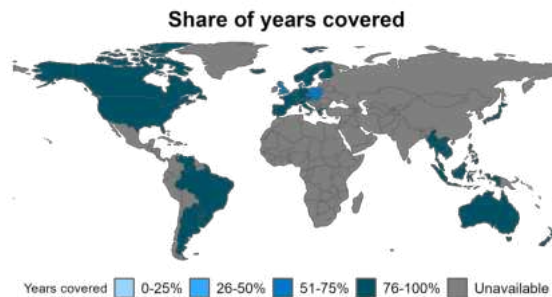 Share of years covered
Years covered 0-25% 26-50% 51-75% 76-100% Unavailable